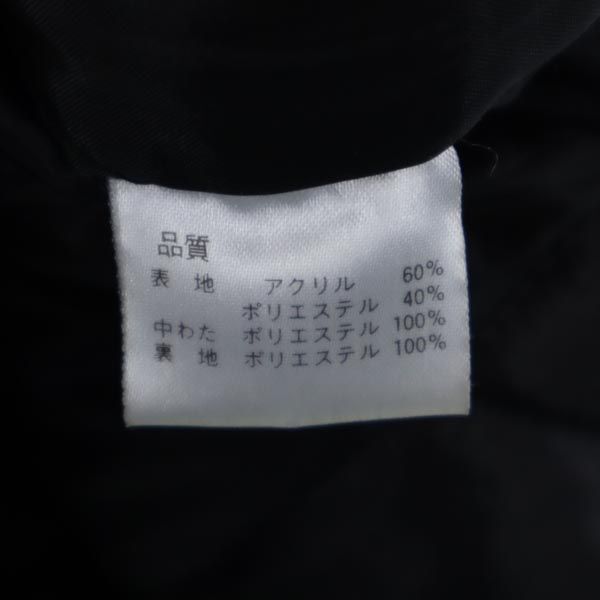 品質
表 地 アクリル 60%
ポリエステル 40%
中わた ポリエステル 100%
裏 地 ポリエステル 100%